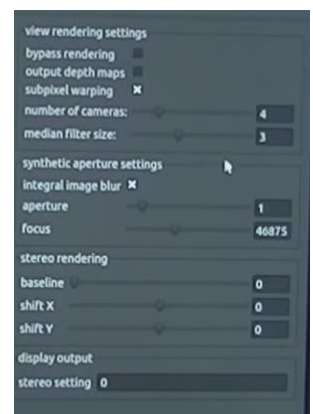 view rendering settings
bypass rendering
output depth maps
subpixel warping
number of cameras: 4
median filter size: 3
synthetic aperture settings
integral image blur
aperture 1
focus 46875
stereo rendering
baseline 0
shift X 0
shift Y 0
display output
stereo setting 0